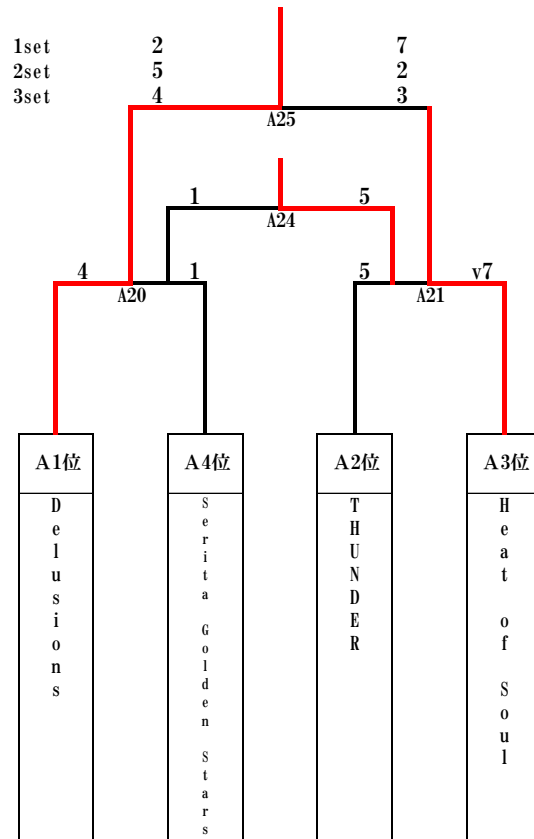 1set 2 7
2set 5 2
3set 4 3
A25
1 5
A24
4 1 5 v7
A20 A21
A1位 A4位 A2位 A3位
Delusions
Serita Golden Stars
THUNDER
Heat of Soul